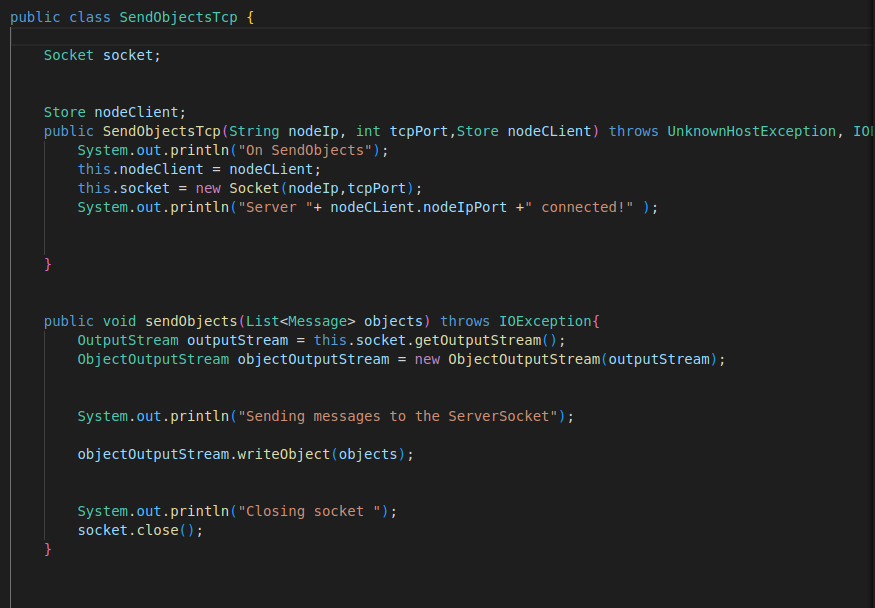 public class SendObjectsTcp {
Socket socket;
Store nodeClient;
public SendObjectsTcp(String nodeIp, int tcpPort,Store nodeCLient) throws UnknownHostException, IO
System.out.println("On SendObjects");
this.nodeClient = nodeCLient;
this.socket = new Socket(nodeIp,tcpPort);
System.out.println("Server "+ nodeCLient.nodeIpPort +" connected!" );
}
public void sendObjects(List<Message> objects) throws IOException{
OutputStream outputStream = this.socket.getOutputStream();
ObjectOutputStream objectOutputStream = new ObjectOutputStream(outputStream);
System.out.println("Sending messages to the ServerSocket");
objectOutputStream.writeObject(objects);
System.out.println("Closing socket ");
socket.close();
}